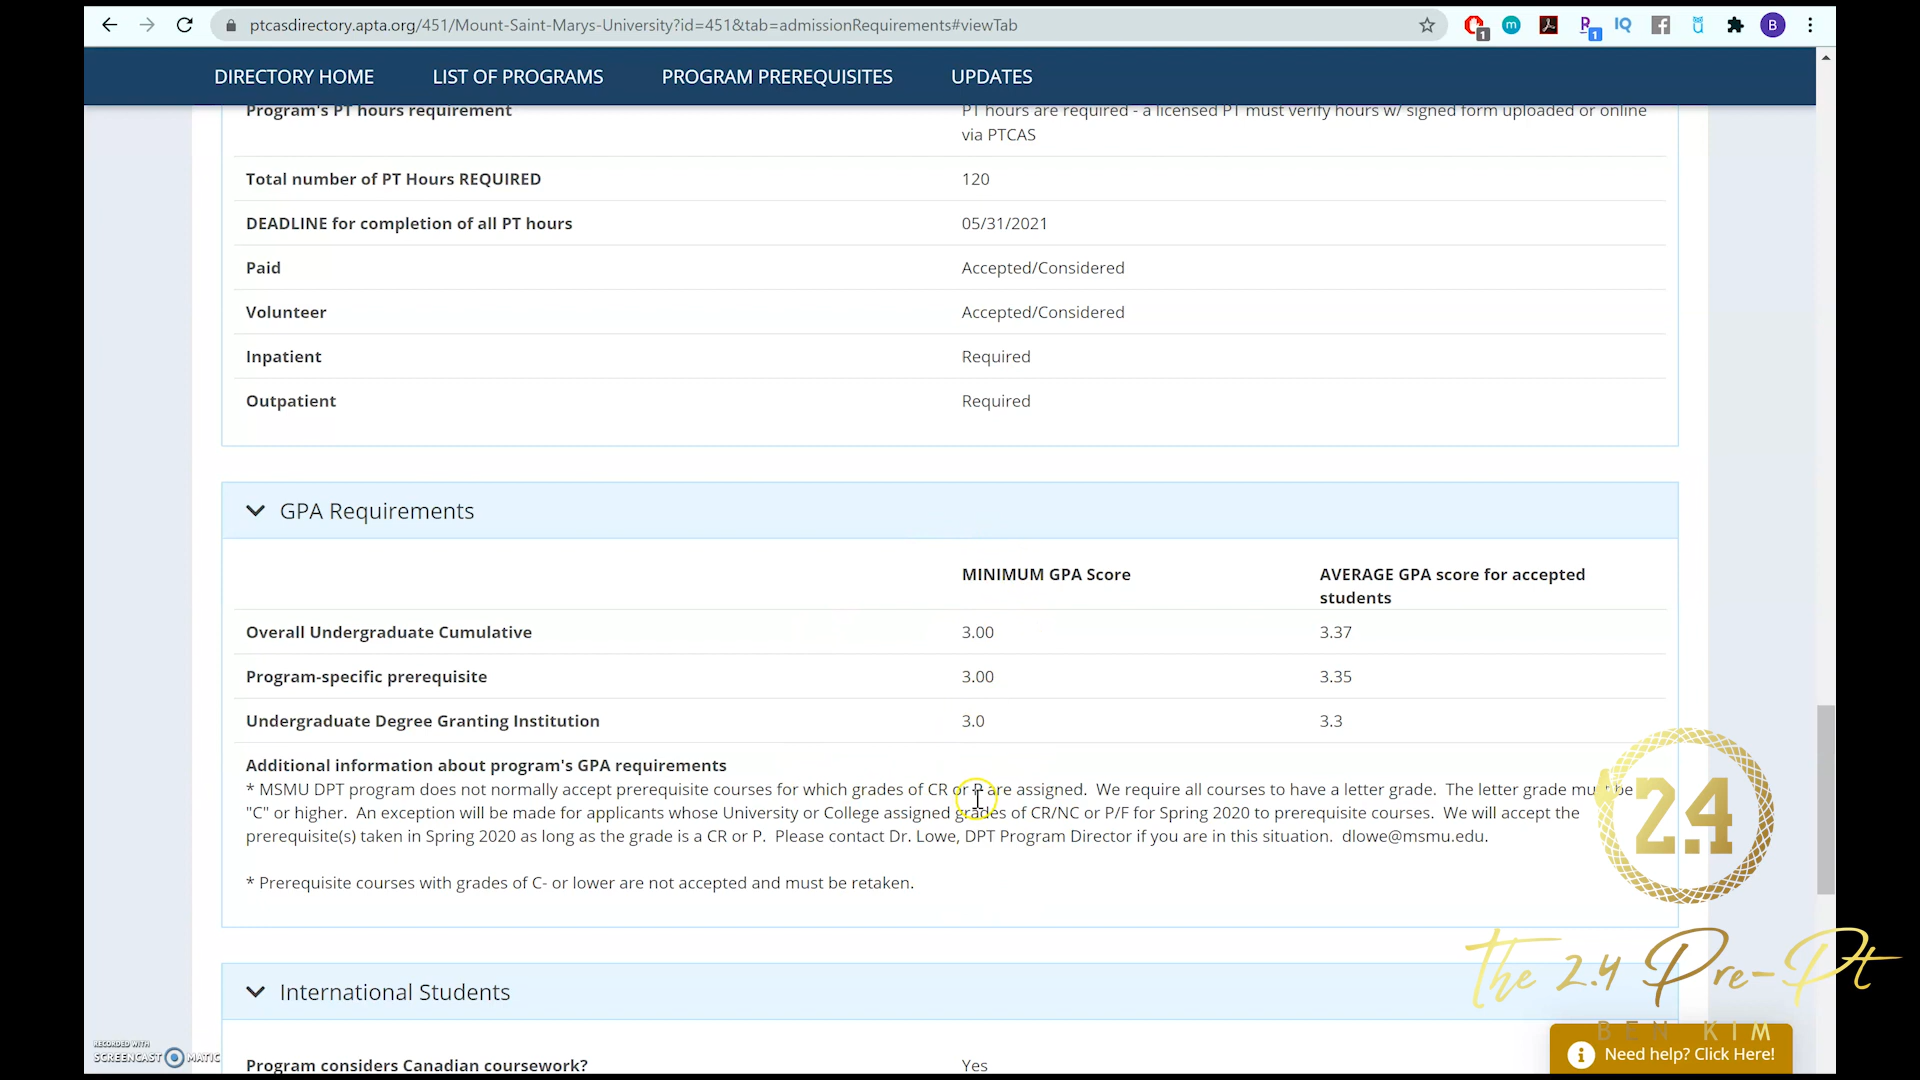 ptcasdirectory.apta.org/451/Mount-Saint-Marys-University?id=451&tab=admissionRequirements#viewTab
1
m
1
IQ
B
DIRECTORY HOME LIST OF PROGRAMS PROGRAM PREREQUISITES UPDATES
Program's PT hours requirement PT hours are required - a licensed PT must verify hours w/ signed form uploaded or online
via PTCAS
Total number of PT Hours REQUIRED 120
DEADLINE for completion of all PT hours 05/31/2021
Paid Accepted/Considered
Volunteer Accepted/Considered
Inpatient Required
Outpatient Required
GPA Requirements
MINIMUM GPA Score AVERAGE GPA score for accepted
students
Overall Undergraduate Cumulative 3.00 3.37
Program-specific prerequisite 3.00 3.35
Undergraduate Degree Granting Institution 3.0 3.3
Additional information about program's GPA requirements
* MSMU DPT program does not normally accept prerequisite courses for which grades of CR or P are assigned. We require all courses to have a letter grade. The letter grade must be
"C" or higher. An exception will be made for applicants whose University or College assigned grades of CR/NC or P/F for Spring 2020 to prerequisite courses. We will accept the
prerequisite(s) taken in Spring 2020 as long as the grade is a CR or P. Please contact Dr. Lowe, DPT Program Director if you are in this situation. dlowe@msmu.edu.
* Prerequisite courses with grades of C- or lower are not accepted and must be retaken.
2.4
The 2.4 Pre-Pt
BEN KIM
International Students
RECORDED WITH
SCREENCAST MATIC
Need help? Click Here!
Program considers Canadian coursework? Yes